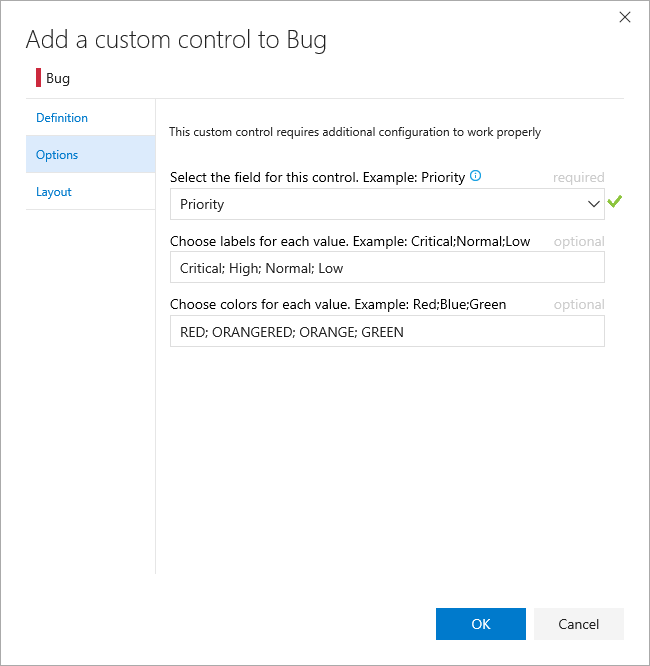 Add a custom control to Bug
Bug
Definition
Options
Layout
This custom control requires additional configuration to work properly
Select the field for this control. Example: Priority required
Priority
Choose labels for each value. Example: Critical;Normal;Low optional
Critical; High; Normal; Low
Choose colors for each value. Example: Red;Blue;Green optional
RED; ORANGERED; ORANGE; GREEN
OK Cancel